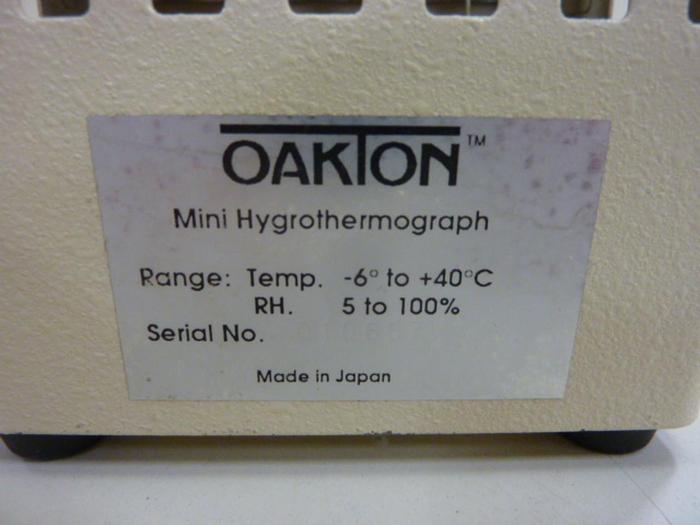 OAKTON™
Mini Hygrothermograph
Range: Temp. -6° to +40°C
RH. 5 to 100%
Serial No.
Made in Japan